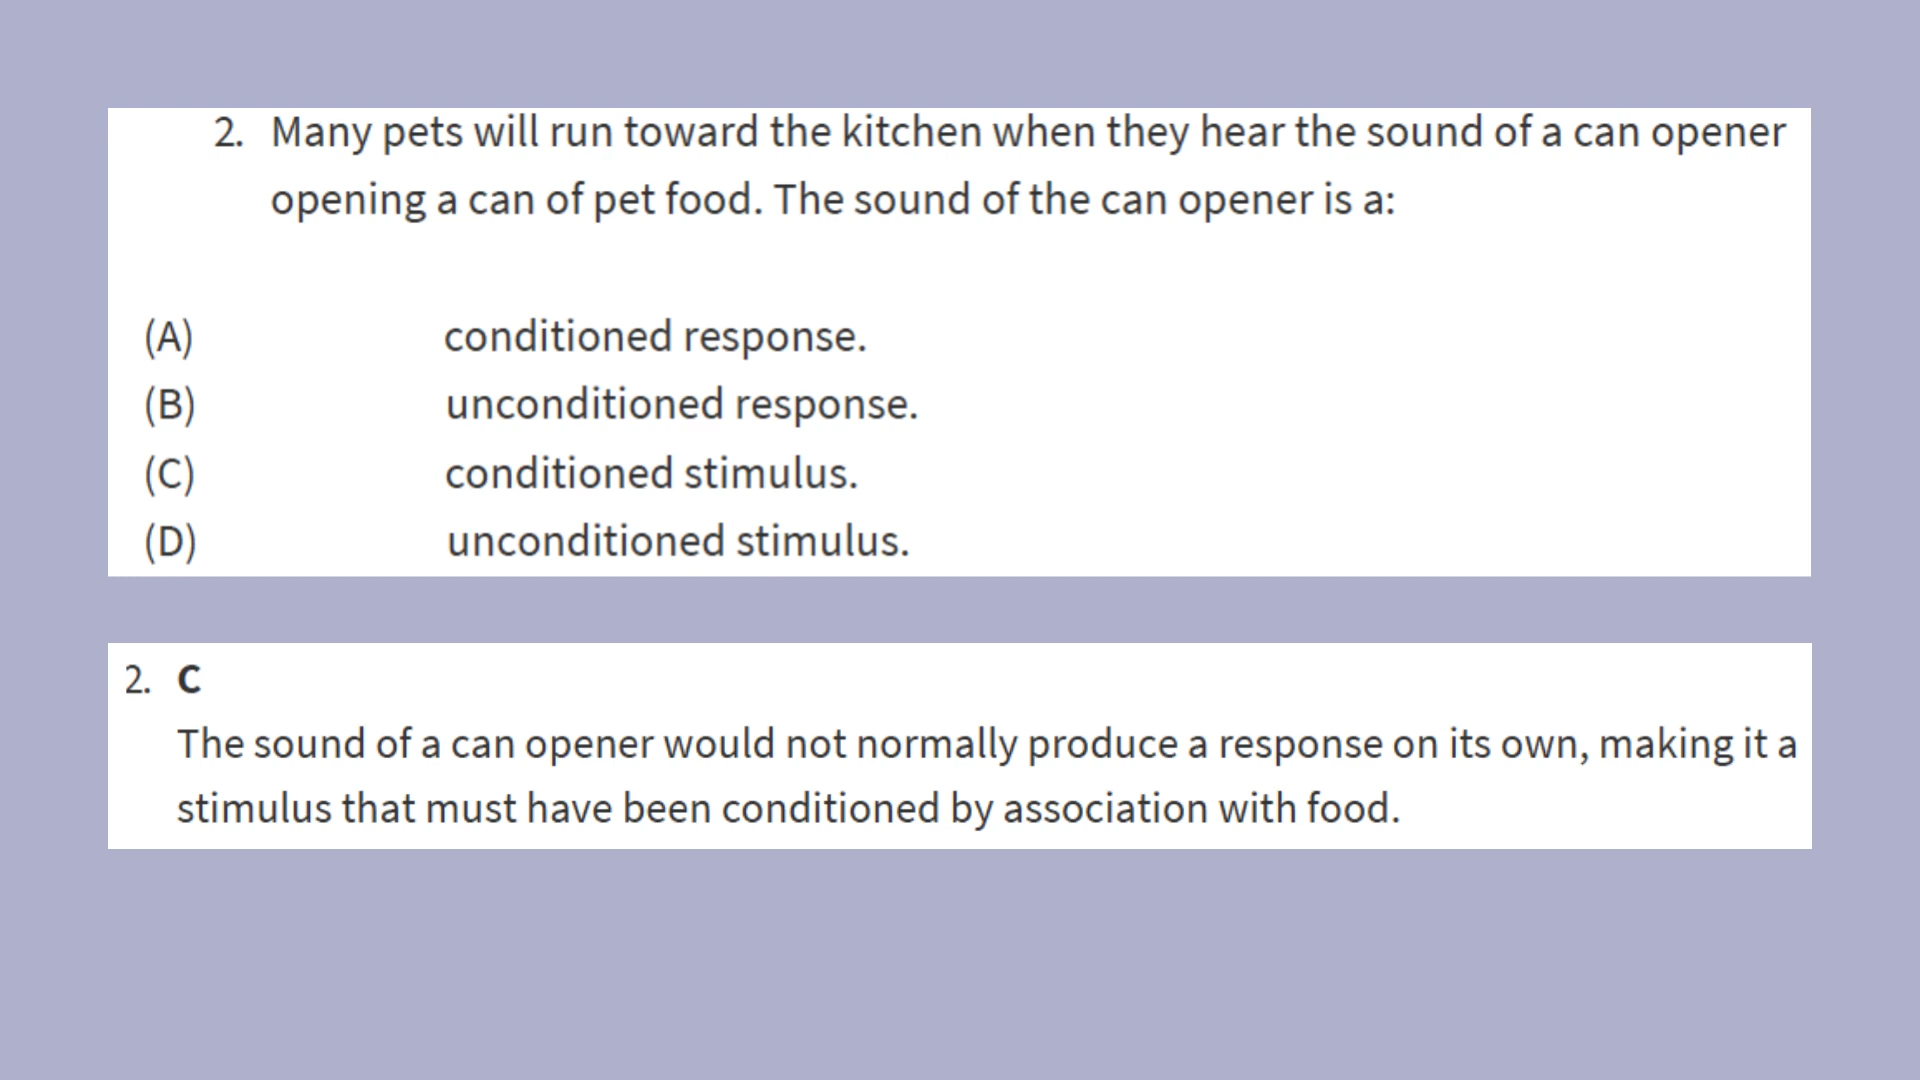 2. Many pets will run toward the kitchen when they hear the sound of a can opener
opening a can of pet food. The sound of the can opener is a:
(A) conditioned response.
(B) unconditioned response.
(C) conditioned stimulus.
(D) unconditioned stimulus.
2. C
The sound of a can opener would not normally produce a response on its own, making it a
stimulus that must have been conditioned by association with food.